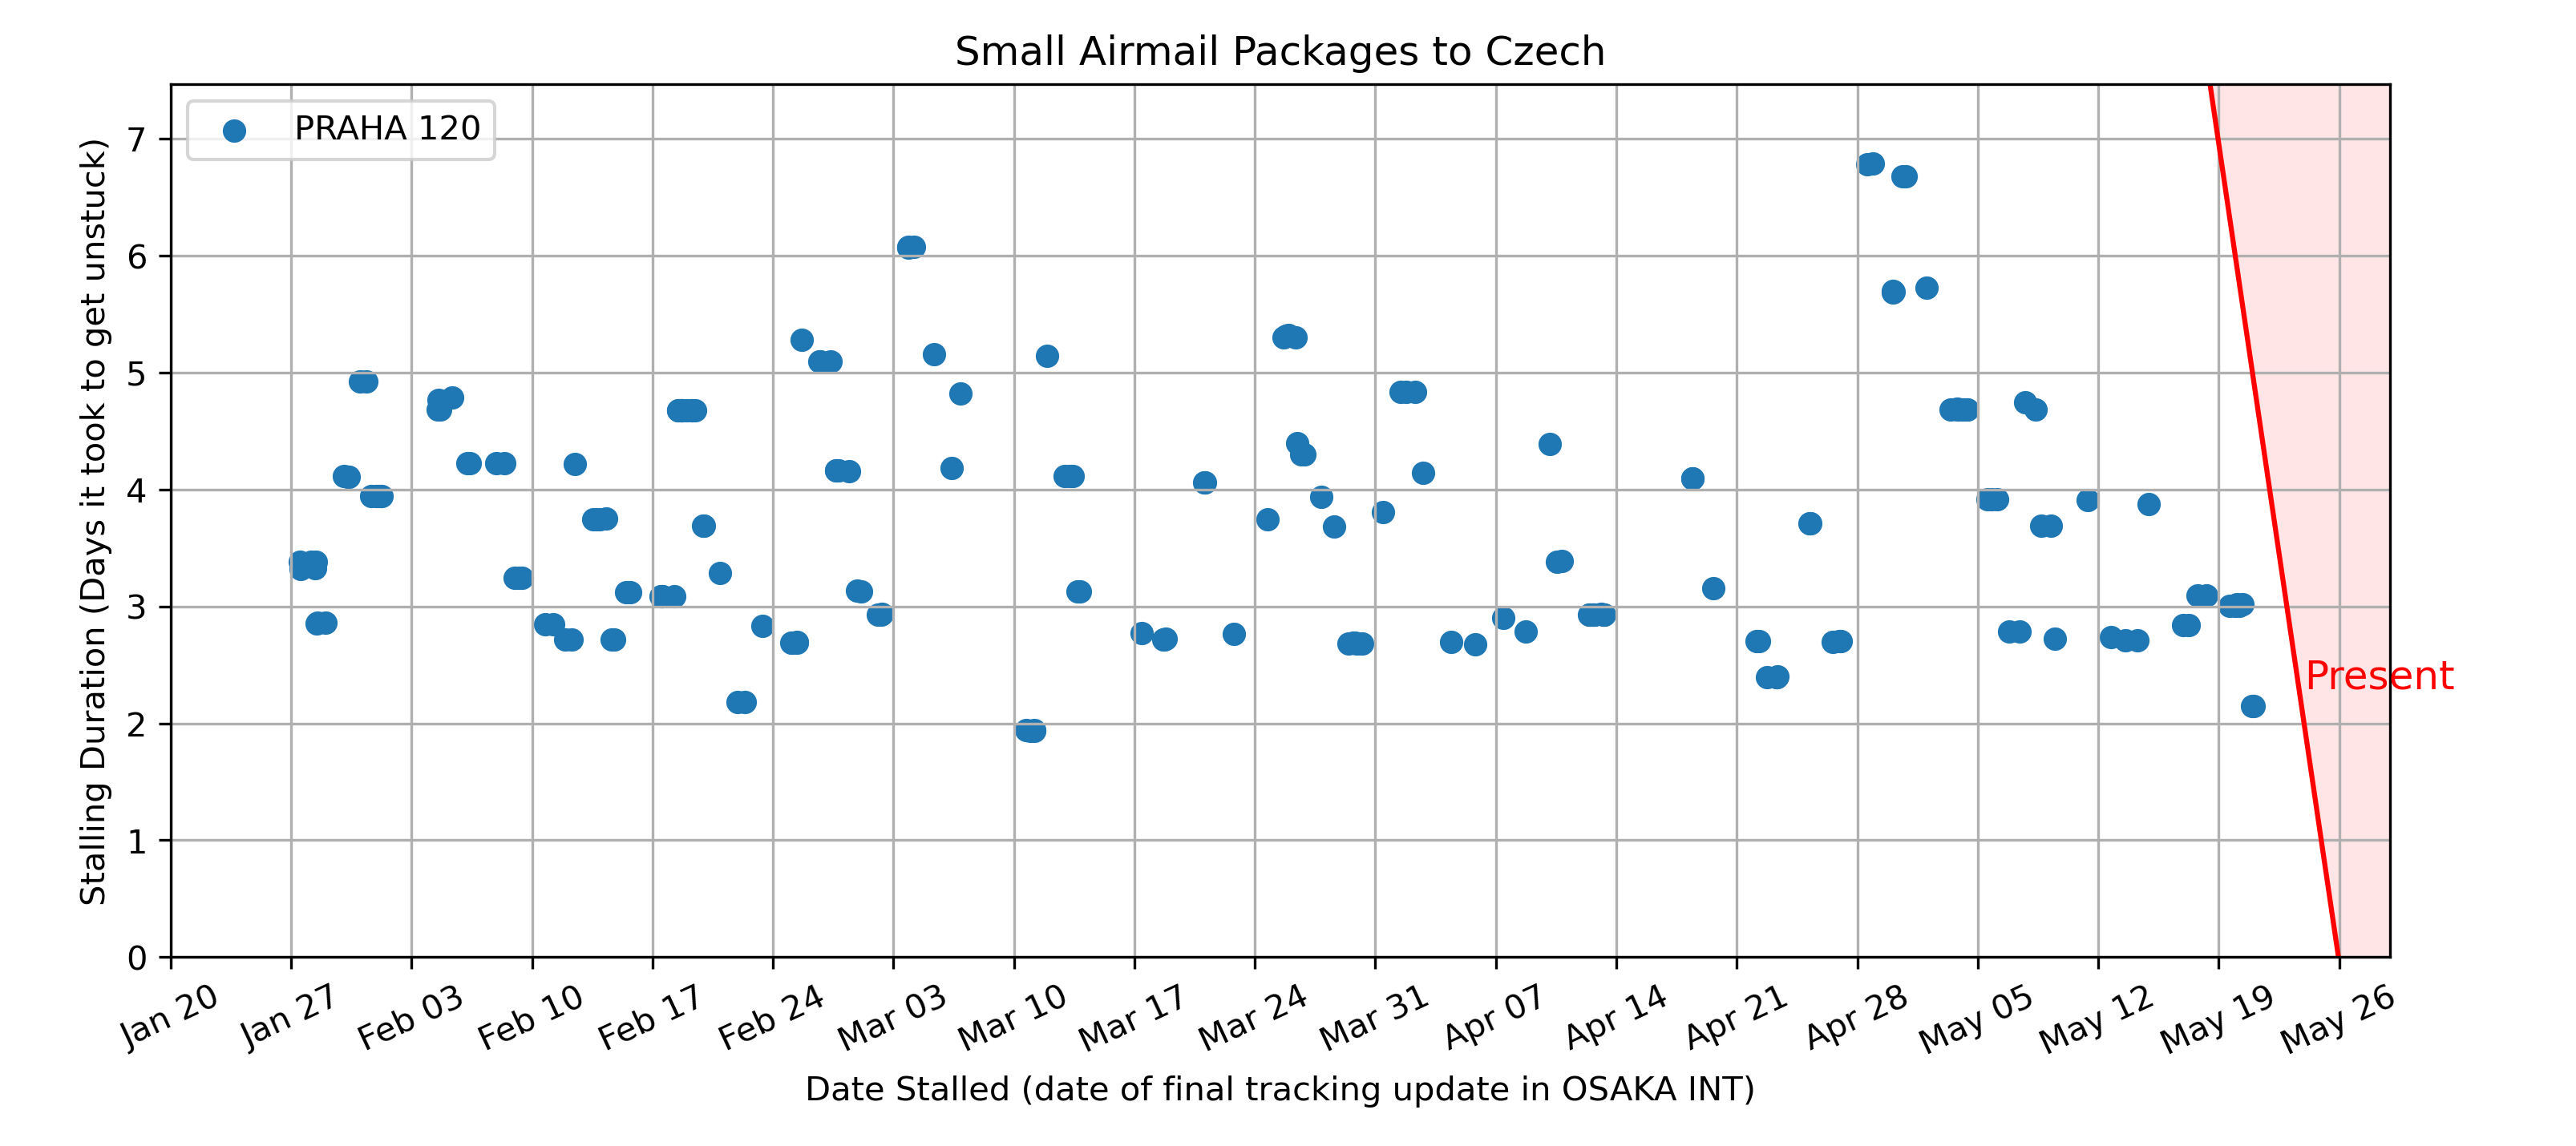 Small Airmail Packages to Czech
PRAHA 120
Stalling Duration (Days it took to get unstuck)
7
6
5
4
3
2
1
0
Present
Jan 20
Jan 27
Feb 03
Feb 10
Feb 17
Feb 24
Mar 03
Mar 10
Mar 17
Mar 24
Mar 31
Apr 07
Apr 14
Apr 21
Apr 28
May 05
May 12
May 19
May 26
Date Stalled (date of final tracking update in OSAKA INT)